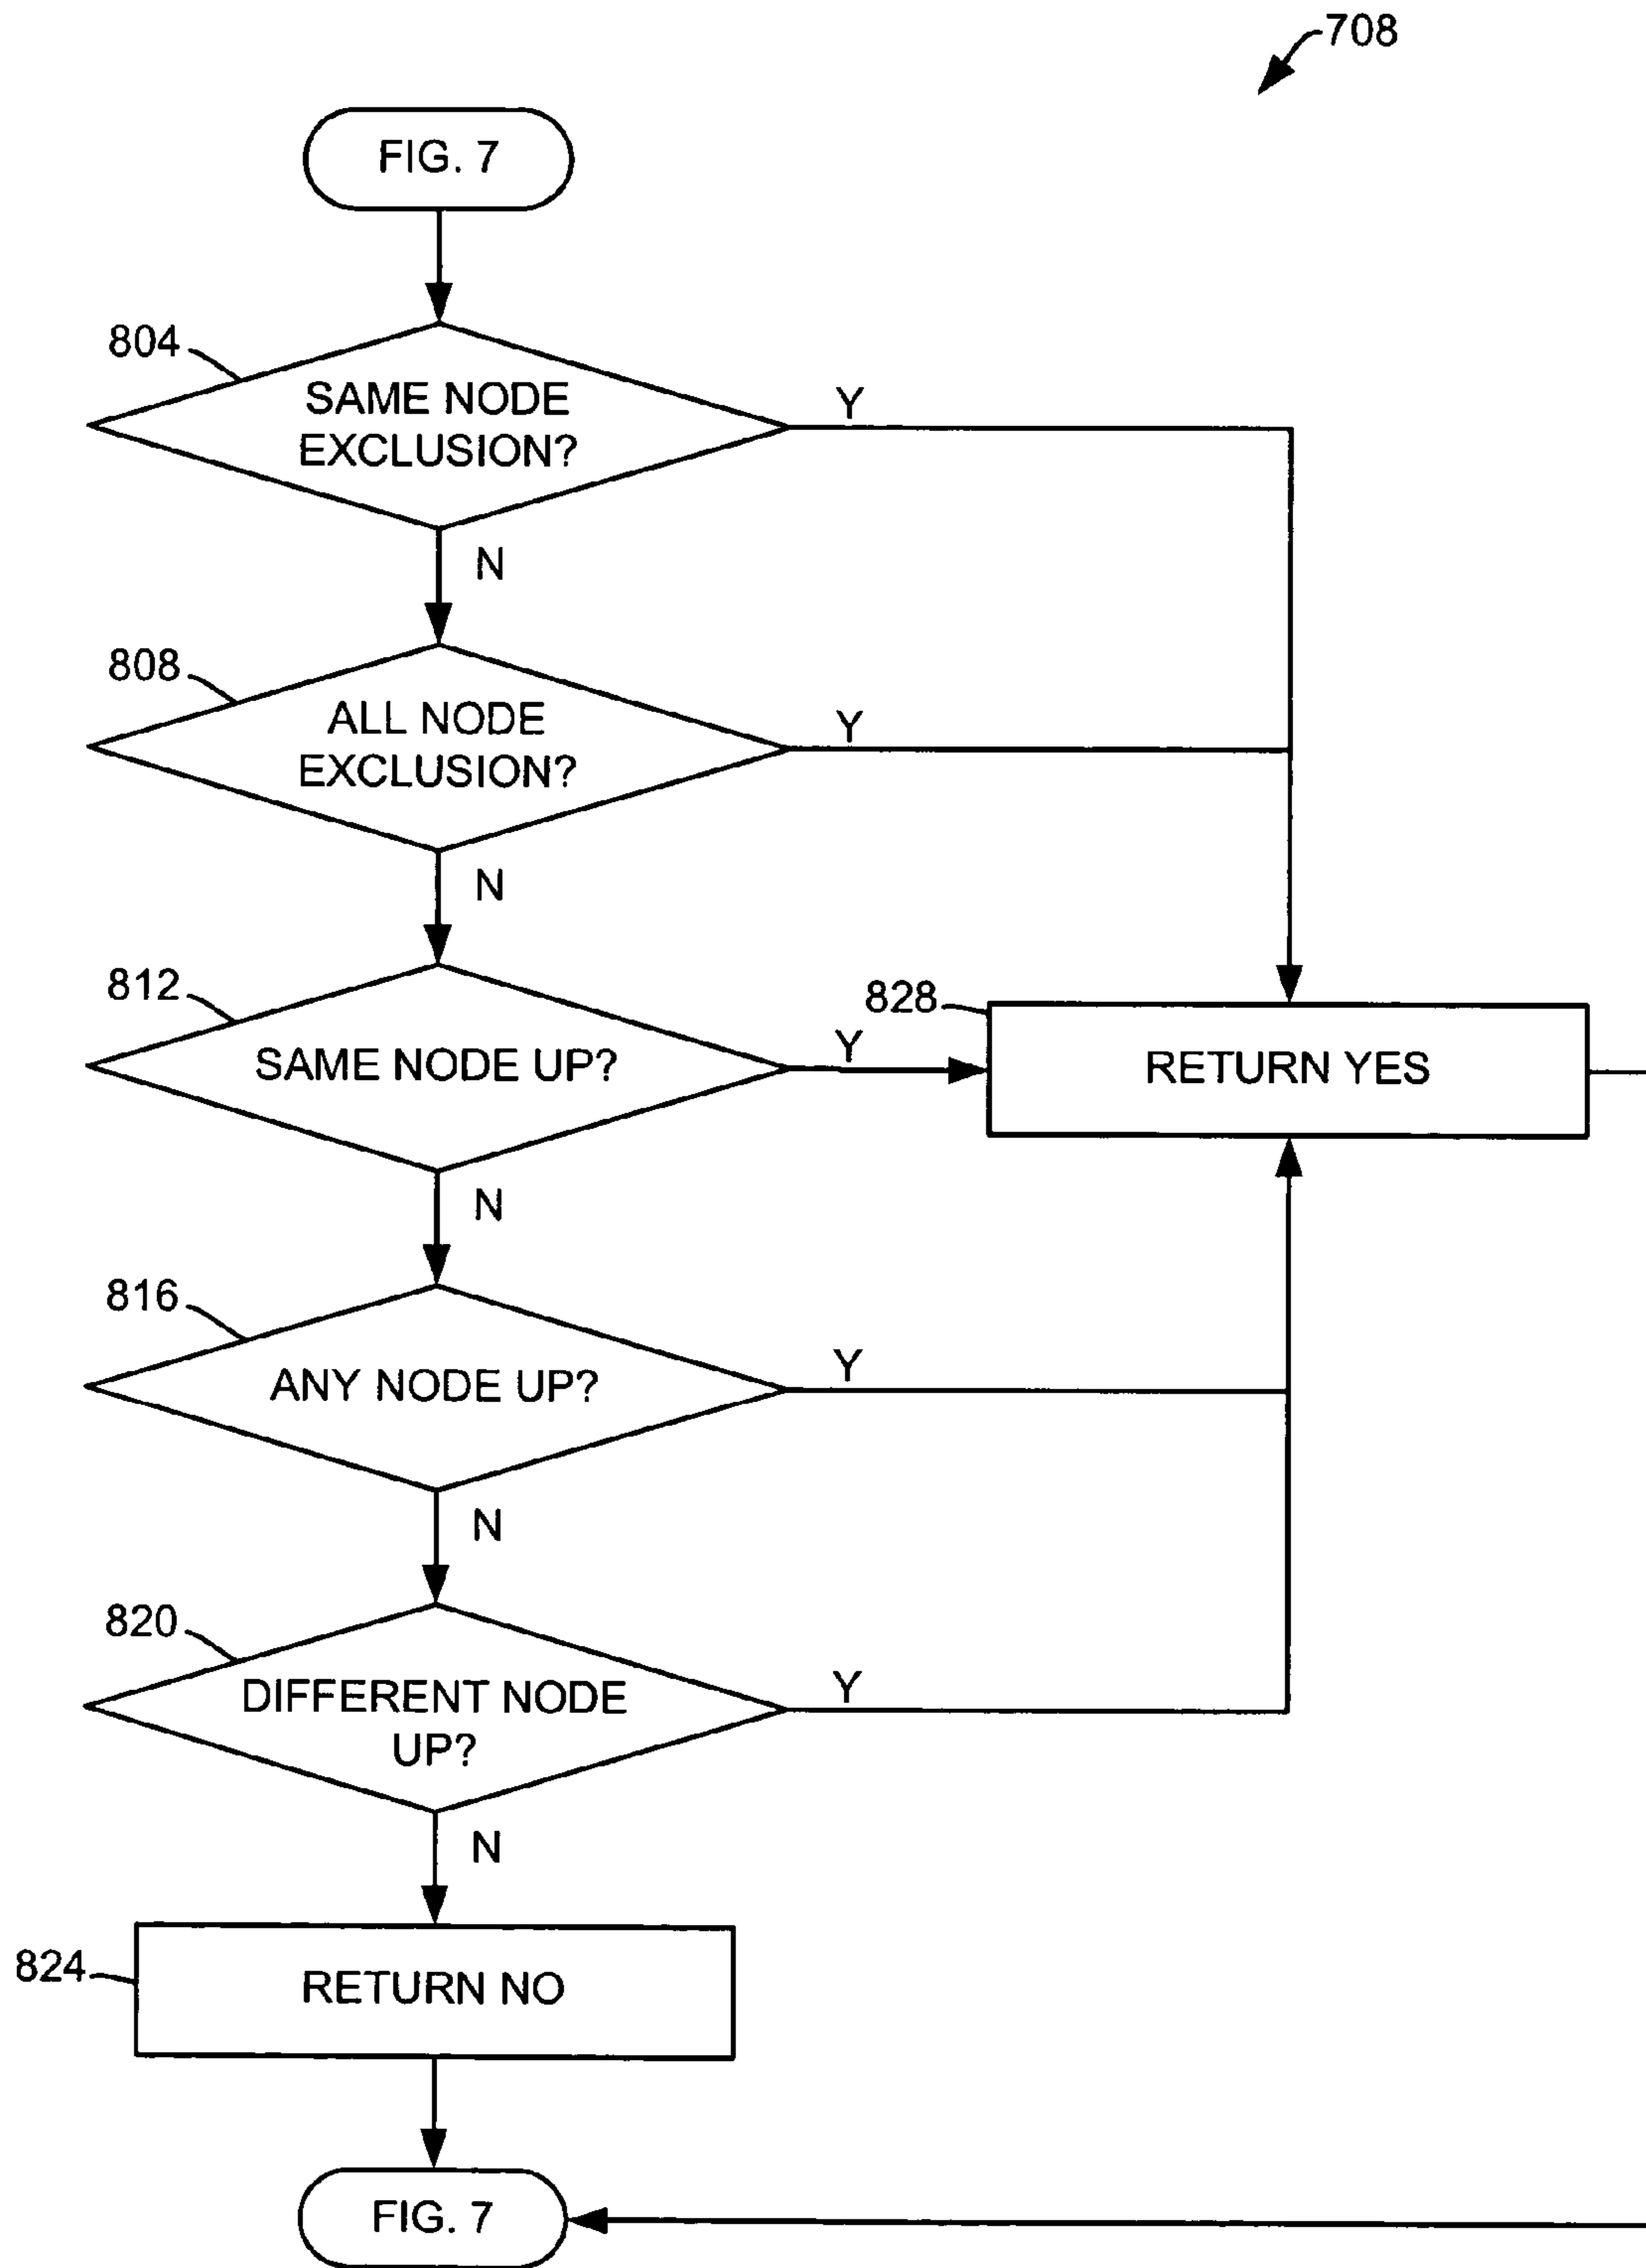 708
FIG. 7
804
SAME NODE
EXCLUSION?
Y
N
808
ALL NODE
EXCLUSION?
Y
N
812
SAME NODE UP?
Y
828
RETURN YES
N
816
ANY NODE UP?
Y
N
820
DIFFERENT NODE
UP?
Y
N
824
RETURN NO
FIG. 7